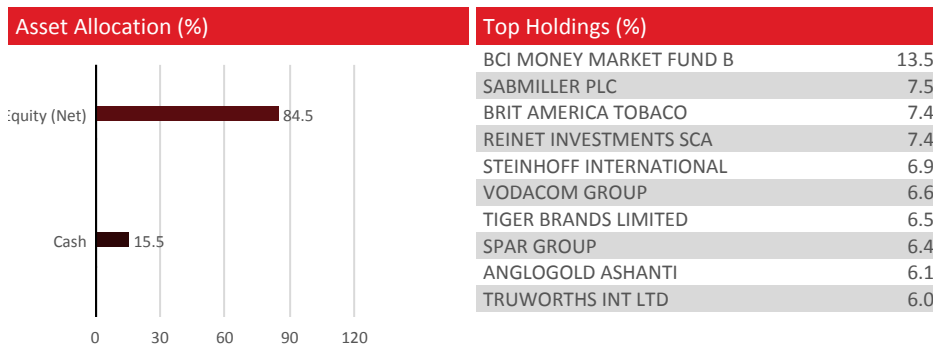 Asset Allocation (%)
quity (Net)
84.5
Cash
15.5
0 30 60 90 120
Top Holdings (%)
BCI MONEY MARKET FUND B 13.5
SABMILLER PLC 7.5
BRIT AMERICA TOBACCO 7.4
REINET INVESTMENTS SCA 7.4
STEINHOFF INTERNATIONAL 6.9
VODACOM GROUP 6.6
TIGER BRANDS LIMITED 6.5
SPAR GROUP 6.4
ANGLOGOLD ASHANTI 6.1
TRUWORTHS INT LTD 6.0